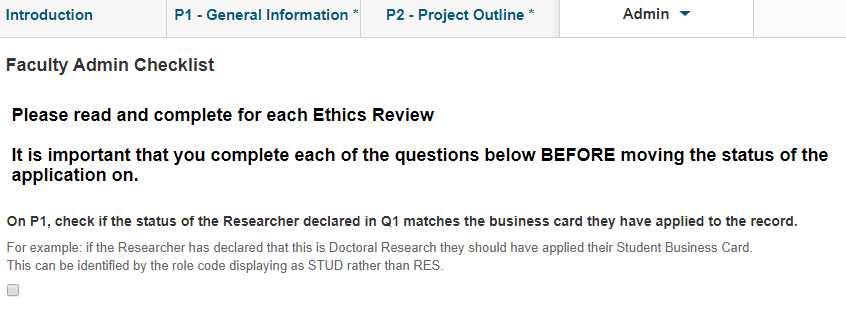 Introduction P1 - General Information * P2 - Project Outline * Admin
Faculty Admin Checklist
Please read and complete for each Ethics Review
It is important that you complete each of the questions below BEFORE moving the status of the
application on.
On P1, check if the status of the Researcher declared in Q1 matches the business card they have applied to the record.
For example: if the Researcher has declared that this is Doctoral Research they should have applied their Student Business Card.
This can be identified by the role code displaying as STUD rather than RES.